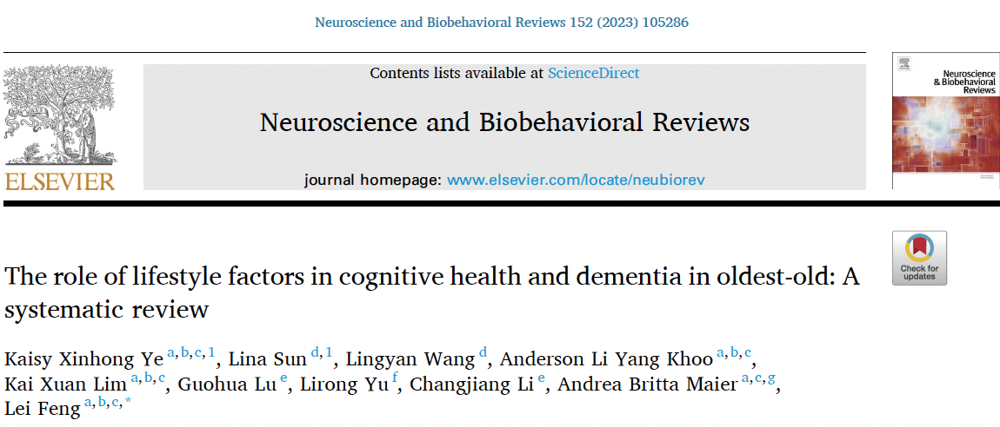 Neuroscience and Biobehavioral Reviews 152 (2023) 105286
Contents lists available at ScienceDirect
Neuroscience and Biobehavioral Reviews
journal homepage: www.elsevier.com/locate/neubiorev
ELSEVIER
Neuroscience
& Biobehavioral
Reviews
Check for
updates
The role of lifestyle factors in cognitive health and dementia in oldest-old: A
systematic review
Kaisy Xinhong Ye a,b,c,1, Lina Sun d,1, Lingyan Wang d, Anderson Li Yang Khoo a,b,c,
Kai Xuan Lim a,b,c, Guohua Lu e, Lirong Yu f, Changjiang Li e, Andrea Britta Maier a,c,g,
Lei Feng a,b,c,*